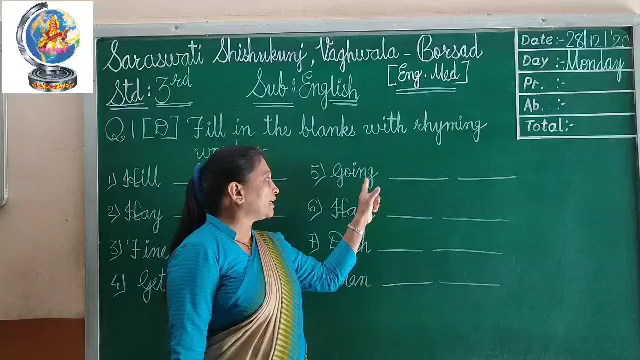 Saraswati Shishukunj, Vaghwala - Borsad
Std: 3rd Sub: English [Eng. Med]
Date:- 28/12/'20
Day:- Monday
Pr.:-
Ab.:-
Total:-
Q 1 [B] Fill in the blanks with rhyming
1) Hill
2) Hay
3) Fine
4) Get
5) Going
6)
7)